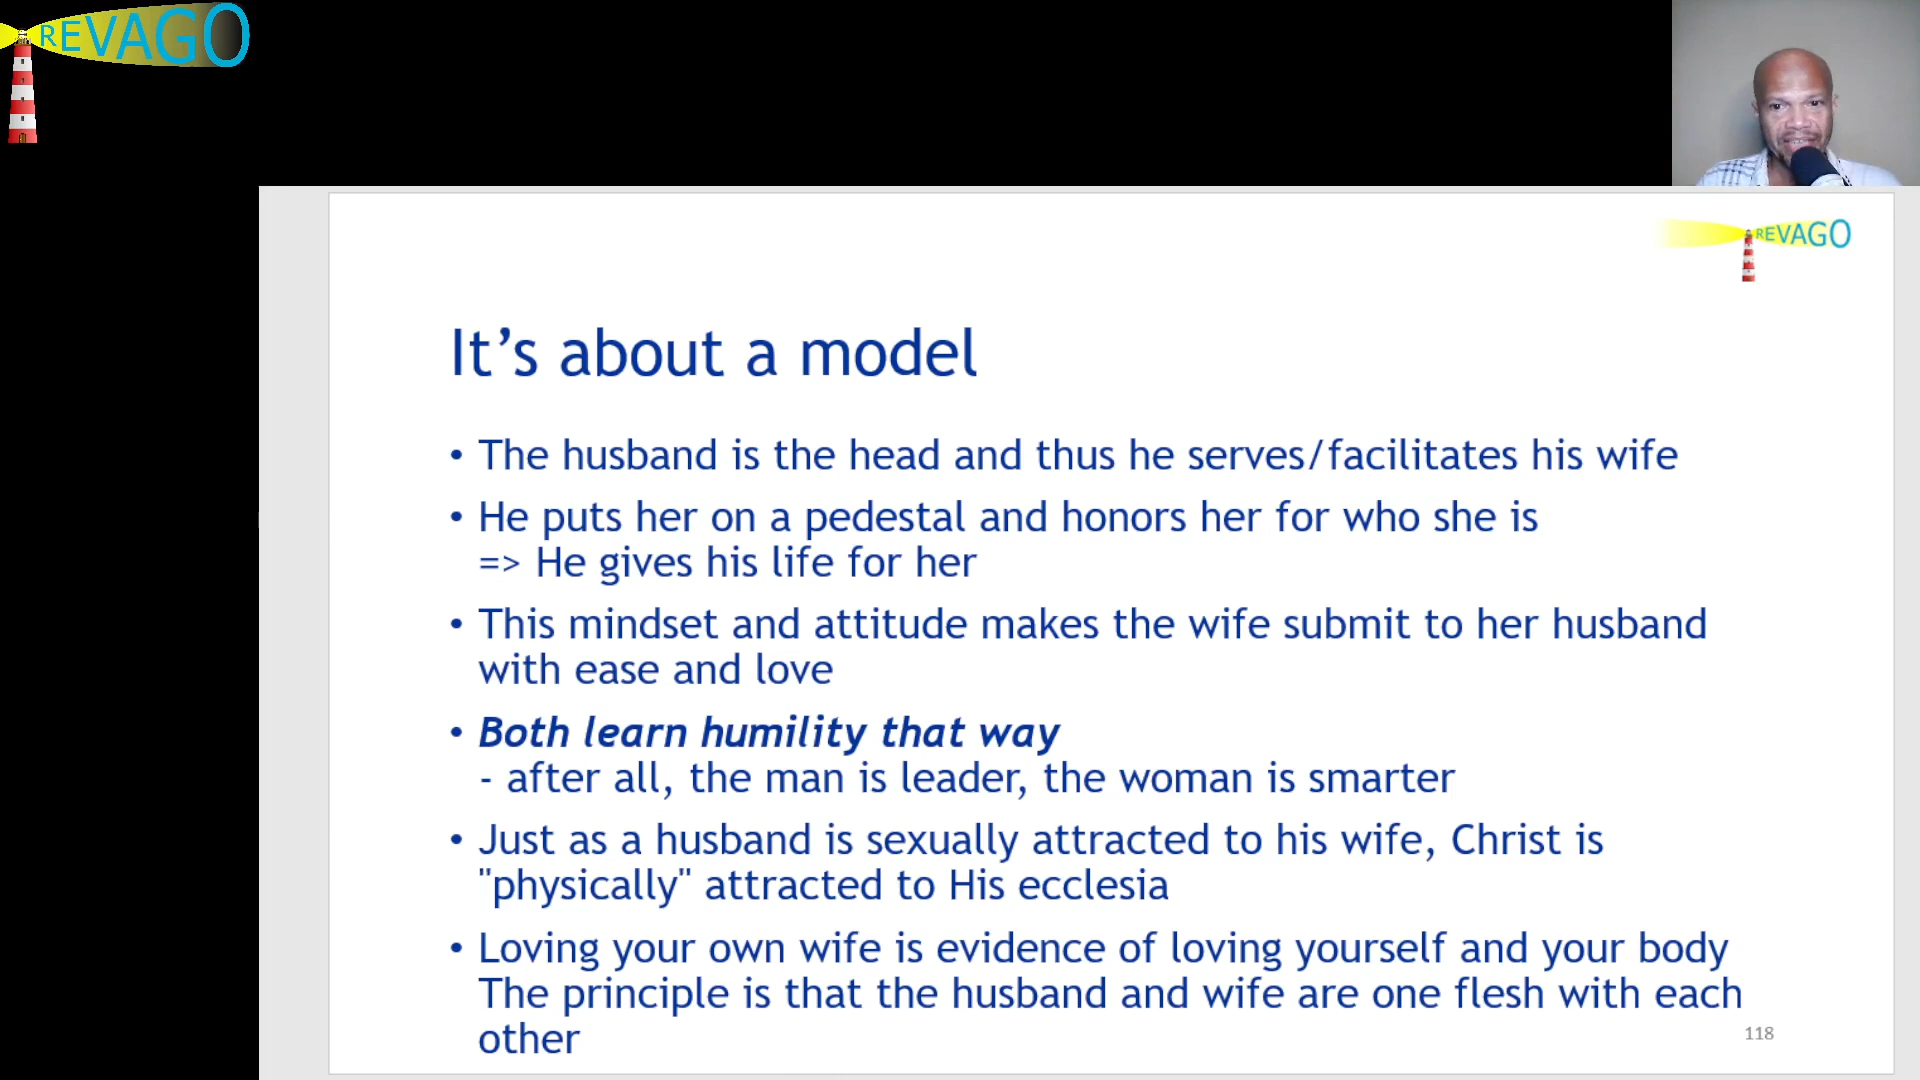 REVAGO
REVAGO
It’s about a model
• The husband is the head and thus he serves/facilitates his wife
• He puts her on a pedestal and honors her for who she is
=> He gives his life for her
• This mindset and attitude makes the wife submit to her husband
with ease and love
• Both learn humility that way
- after all, the man is leader, the woman is smarter
• Just as a husband is sexually attracted to his wife, Christ is
"physically" attracted to His ecclesia
• Loving your own wife is evidence of loving yourself and your body
The principle is that the husband and wife are one flesh with each
other
118